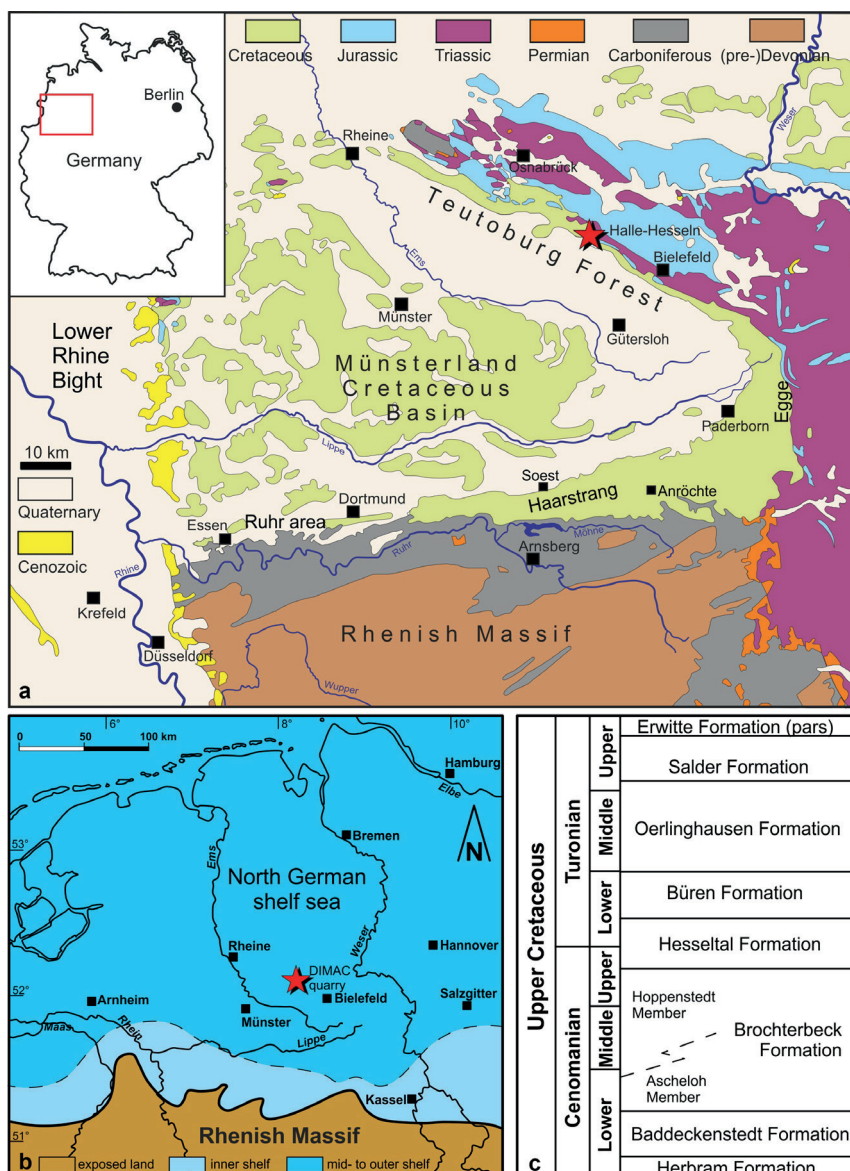 Cretaceous
Jurassic
Triassic
Permian
Carboniferous
(pre-)Devonian
Berlin
Germany
Rheine
Osnabrück
Weser
Teutoburg Forest
Halle-Hesseln
Bielefeld
Ems
Münster
Gütersloh
Lower
Rhine
Bight
Münsterland
Cretaceous
Basin
Egge
Paderborn
Lippe
10 km
Quaternary
Cenozoic
Soest
Anröchte
Haarstrang
Dortmund
Essen
Ruhr area
Möhne
Ruhr
Arnsberg
Rhine
Krefeld
Rhenish Massif
Düsseldorf
Wupper
a
6°
8°
10°
0 50 100 km
Hamburg
Elbe
Bremen
53°
N
Ems
North German
shelf sea
Weser
Rheine
Hannover
DIMAC
quarry
52°
Arnheim
Bielefeld
Salzgitter
Münster
Maas
Rhein
Lippe
Kassel
51°
Rhenish Massif
b
exposed land
inner shelf
mid- to outer shelf
Upper Cretaceous
Turonian
Cenomanian
Upper
Middle
Lower
Upper
Middle
Lower
Erwitte Formation (pars)
Salder Formation
Oerlinghausen Formation
Büren Formation
Hesseltal Formation
Hoppenstedt
Member
Brochterbeck
Formation
Ascheloh
Member
Baddeckenstedt Formation
Herbram Formation
c